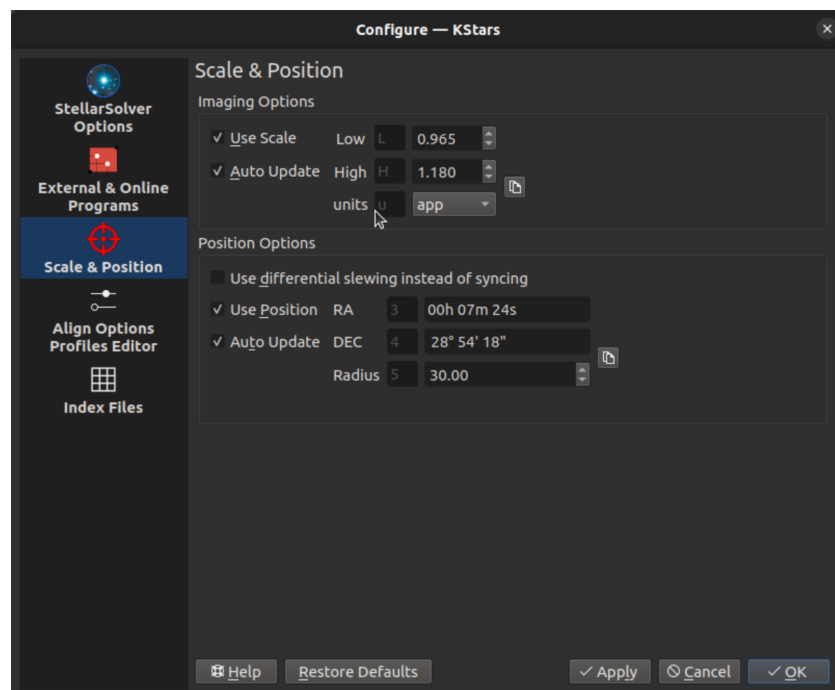 Configure — KStars
StellarSolver
Options
External & Online
Programs
Scale & Position
Align Options
Profiles Editor
Index Files
Scale & Position
Imaging Options
Use Scale Low L 0.965
Auto Update High H 1.180
units u app
Position Options
Use differential slewing instead of syncing
Use Position RA 3 00h 07m 24s
Auto Update DEC 4 28° 54' 18"
Radius 5 30.00
Help Restore Defaults Apply Cancel OK